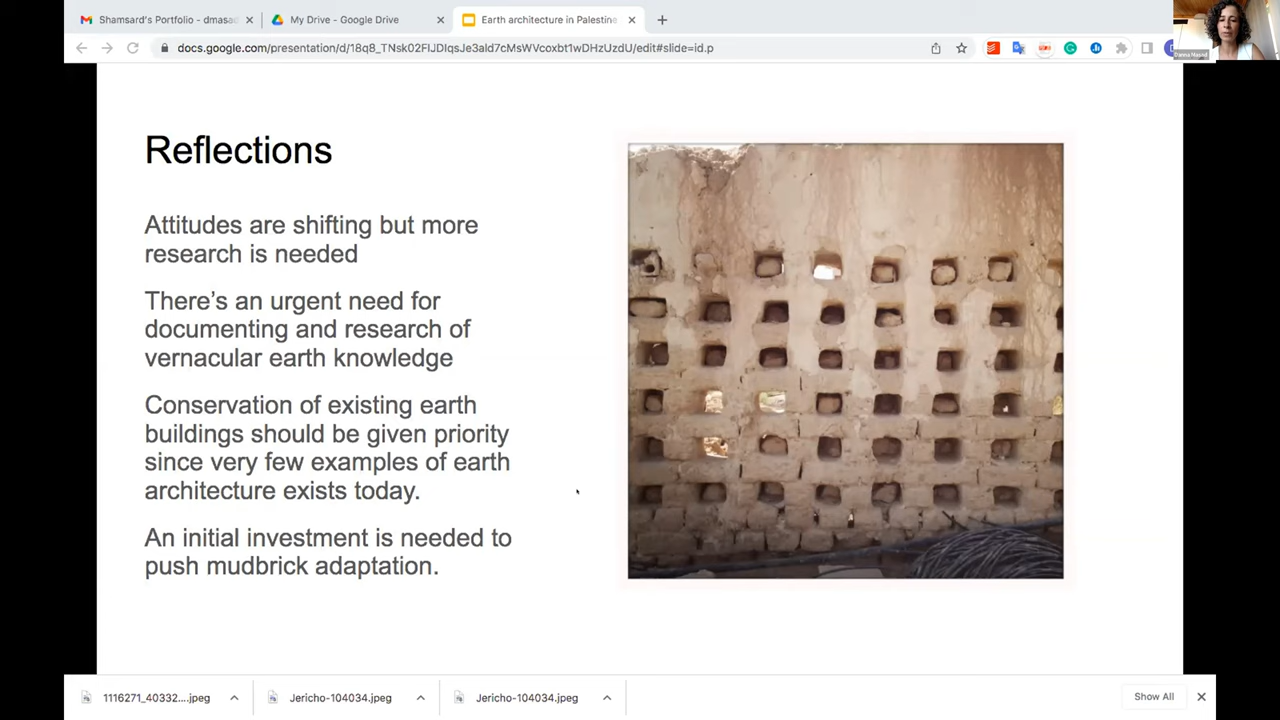 Shamsard's Portfolio - dmasad
My Drive - Google Drive
Earth architecture in Palestine
docs.google.com/presentation/d/18q8_TNsk02FIJDIqsJe3ald7cMsWVcoxbt1wDHzUzdU/edit#slide=id.p
Reflections
Attitudes are shifting but more
research is needed
There's an urgent need for
documenting and research of
vernacular earth knowledge
Conservation of existing earth
buildings should be given priority
since very few examples of earth
architecture exists today.
An initial investment is needed to
push mudbrick adaptation.
1116271_40332....jpeg
Jericho-104034.jpeg
Jericho-104034.jpeg
Show All